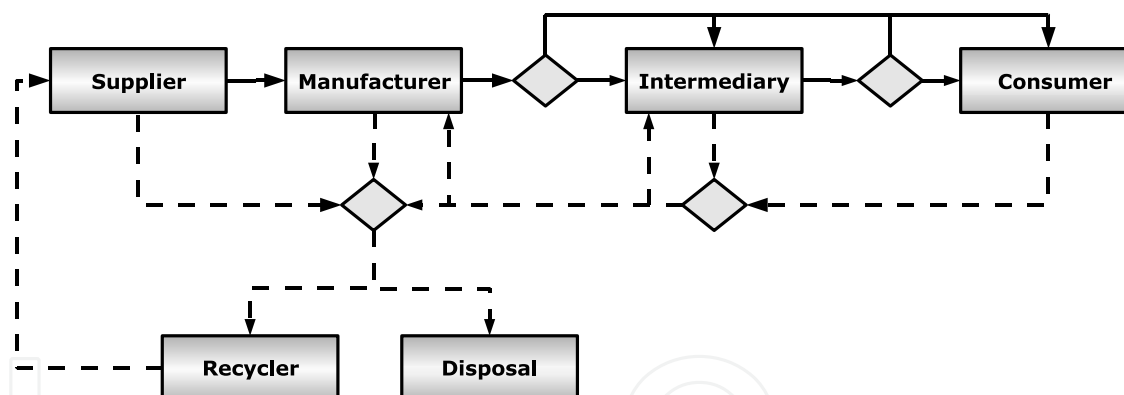 Supplier
Manufacturer
Intermediary
Consumer
Recycler
Disposal